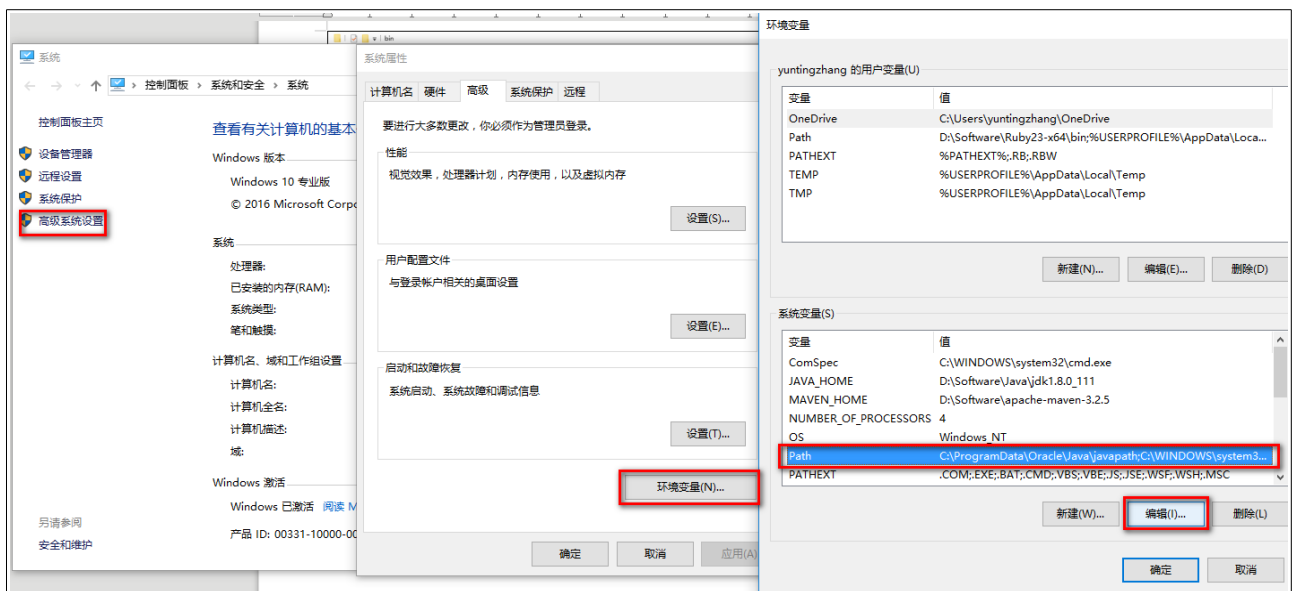 bin
系统
控制面板 › 系统和安全 › 系统
控制面板主页
设备管理器
远程设置
系统保护
高级系统设置
另请参阅
安全和维护
查看有关计算机的基本
Windows 版本
Windows 10 专业版
© 2016 Microsoft Corpo
系统
处理器:
已安装的内存(RAM):
系统类型:
笔和触摸:
计算机名、域和工作组设置
计算机名:
计算机全名:
计算机描述:
域:
Windows 激活
Windows 已激活 阅读 M
产品 ID: 00331-10000-00
系统属性
计算机名 硬件 高级 系统保护 远程
要进行大多数更改，你必须作为管理员登录。
性能
视觉效果，处理器计划，内存使用，以及虚拟内存
设置(S)...
用户配置文件
与登录帐户相关的桌面设置
设置(E)...
启动和故障恢复
系统启动、系统故障和调试信息
设置(T)...
环境变量(N)...
确定 取消 应用(A)
环境变量
yuntingzhang 的用户变量(U)
变量 值
OneDrive C:\Users\yuntingzhang\OneDrive
Path D:\Software\Ruby23-x64\bin;%USERPROFILE%\AppData\Loca...
PATHEXT %PATHEXT%;.RB;.RBW
TEMP %USERPROFILE%\AppData\Local\Temp
TMP %USERPROFILE%\AppData\Local\Temp
新建(N)... 编辑(E)... 删除(D)
系统变量(S)
变量 值
ComSpec C:\WINDOWS\system32\cmd.exe
JAVA_HOME D:\Software\Java\jdk1.8.0_111
MAVEN_HOME D:\Software\apache-maven-3.2.5
NUMBER_OF_PROCESSORS 4
OS Windows_NT
Path C:\ProgramData\Oracle\Java\javapath;C:\WINDOWS\system3...
PATHEXT .COM;.EXE;.BAT;.CMD;.VBS;.VBE;.JS;.JSE;.WSF;.WSH;.MSC
新建(W)... 编辑(I)... 删除(L)
确定 取消